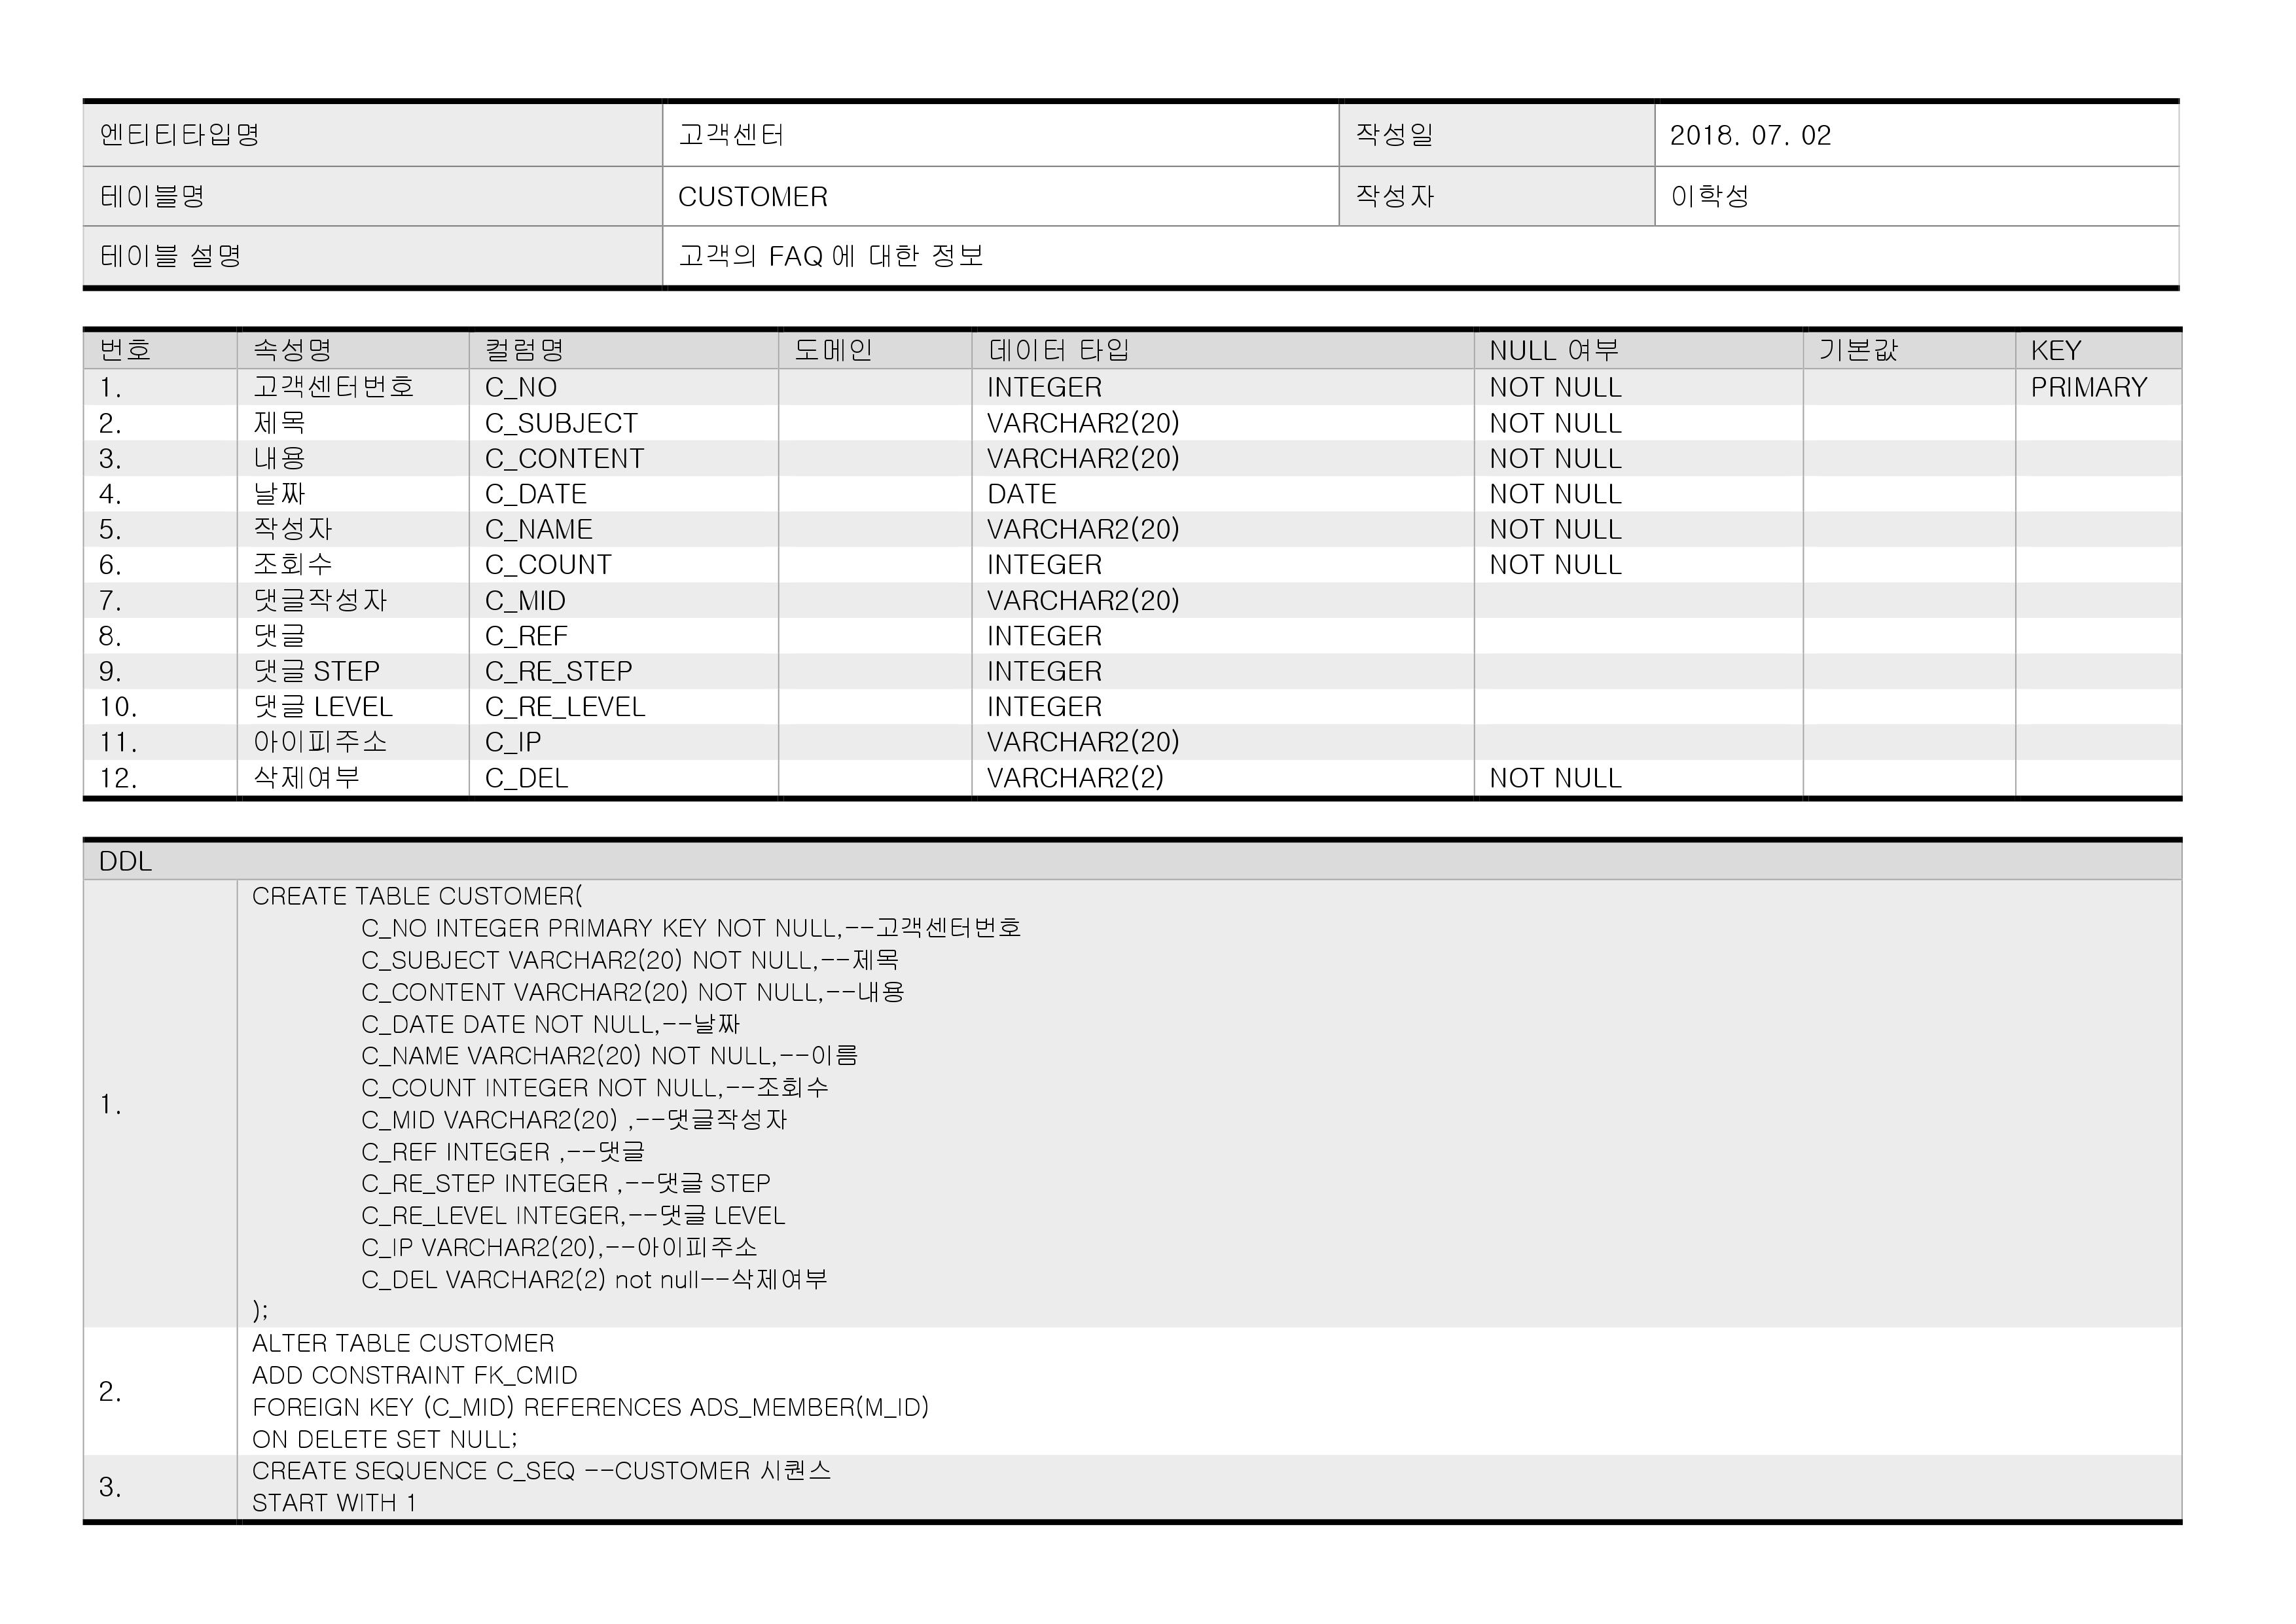 엔티티타입명 고객센터 작성일 2018. 07. 02
테이블명 CUSTOMER 작성자 이학성
테이블 설명 고객의 FAQ 에 대한 정보
번호 속성명 컬럼명 도메인 데이터 타입 NULL 여부 기본값 KEY
1. 고객센터번호 C_NO INTEGER NOT NULL PRIMARY
2. 제목 C_SUBJECT VARCHAR2(20) NOT NULL
3. 내용 C_CONTENT VARCHAR2(20) NOT NULL
4. 날짜 C_DATE DATE NOT NULL
5. 작성자 C_NAME VARCHAR2(20) NOT NULL
6. 조회수 C_COUNT INTEGER NOT NULL
7. 댓글작성자 C_MID VARCHAR2(20)
8. 댓글 C_REF INTEGER
9. 댓글 STEP C_RE_STEP INTEGER
10. 댓글 LEVEL C_RE_LEVEL INTEGER
11. 아이피주소 C_IP VARCHAR2(20)
12. 삭제여부 C_DEL VARCHAR2(2) NOT NULL
DDL
1.
CREATE TABLE CUSTOMER(
C_NO INTEGER PRIMARY KEY NOT NULL,--고객센터번호
C_SUBJECT VARCHAR2(20) NOT NULL,--제목
C_CONTENT VARCHAR2(20) NOT NULL,--내용
C_DATE DATE NOT NULL,--날짜
C_NAME VARCHAR2(20) NOT NULL,--이름
C_COUNT INTEGER NOT NULL,--조회수
C_MID VARCHAR2(20) ,--댓글작성자
C_REF INTEGER ,--댓글
C_RE_STEP INTEGER ,--댓글 STEP
C_RE_LEVEL INTEGER,--댓글 LEVEL
C_IP VARCHAR2(20),--아이피주소
C_DEL VARCHAR2(2) not null--삭제여부
);
2.
ALTER TABLE CUSTOMER
ADD CONSTRAINT FK_CMID
FOREIGN KEY (C_MID) REFERENCES ADS_MEMBER(M_ID)
ON DELETE SET NULL;
3.
CREATE SEQUENCE C_SEQ --CUSTOMER 시퀀스
START WITH 1